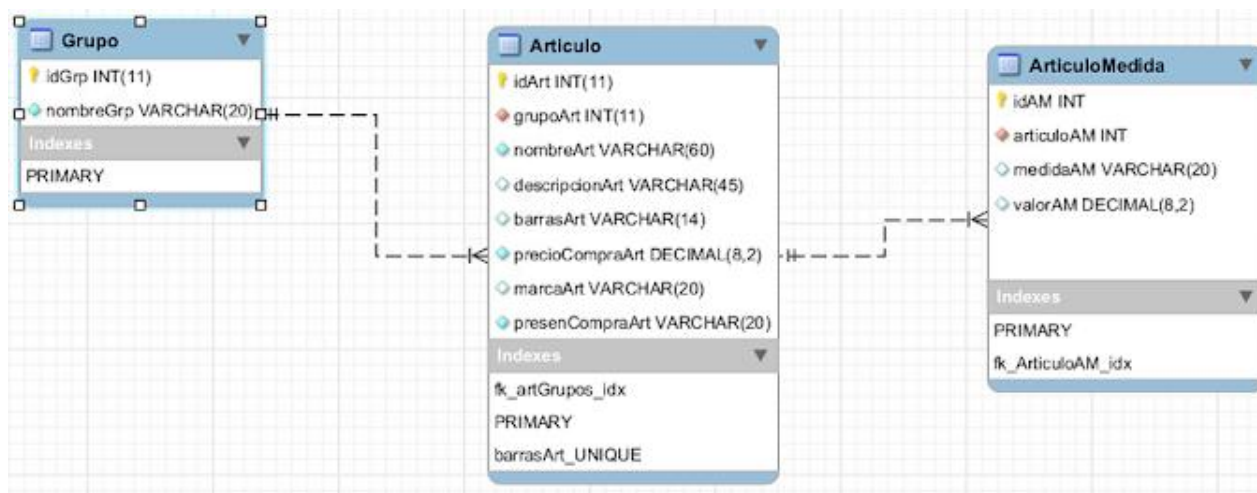 Grupo
idGrp INT(11)
nombreGrp VARCHAR(20)
Indexes
PRIMARY
Articulo
idArt INT(11)
grupoArt INT(11)
nombreArt VARCHAR(60)
descripcionArt VARCHAR(45)
barrasArt VARCHAR(14)
precioCompraArt DECIMAL(8,2)
marcaArt VARCHAR(20)
presenCompraArt VARCHAR(20)
Indexes
fk_artGrupos_idx
PRIMARY
barrasArt_UNIQUE
ArticuloMedida
idAM INT
articuloAM INT
medidaAM VARCHAR(20)
valorAM DECIMAL(8,2)
Indexes
PRIMARY
fk_ArticuloAM_idx